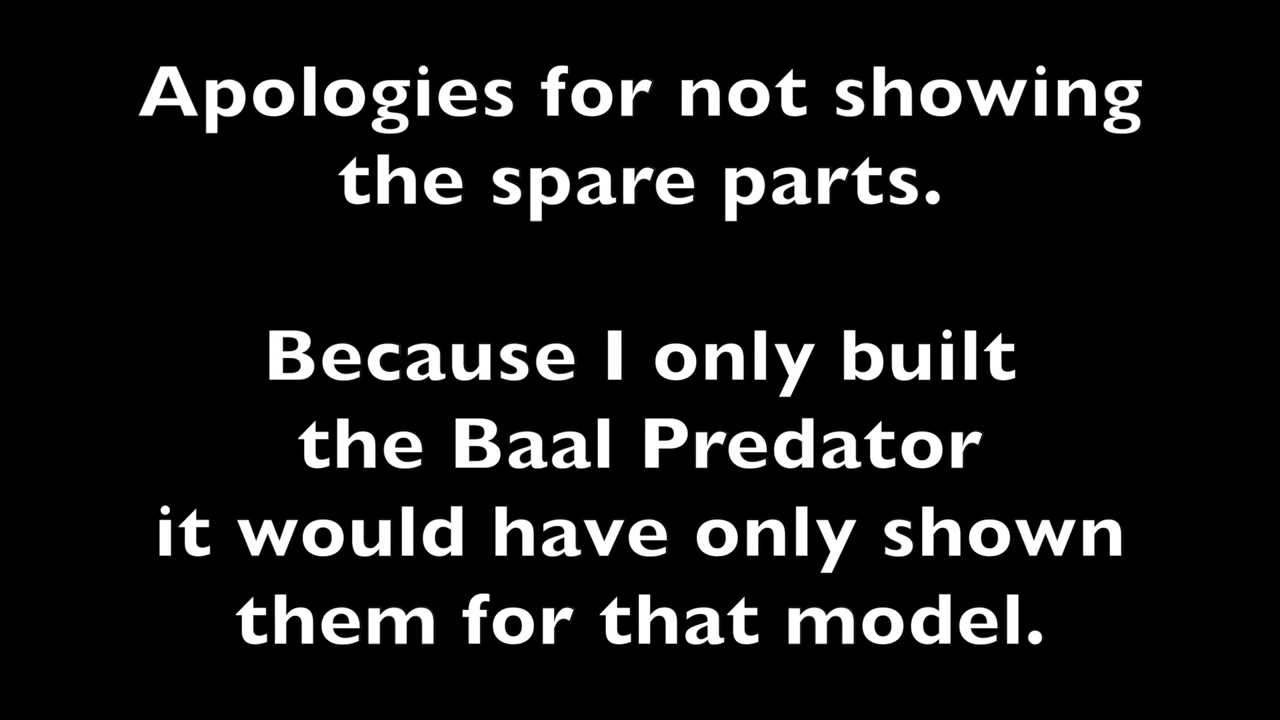 Apologies for not showing
the spare parts.
Because I only built
the Baal Predator
it would have only shown
them for that model.